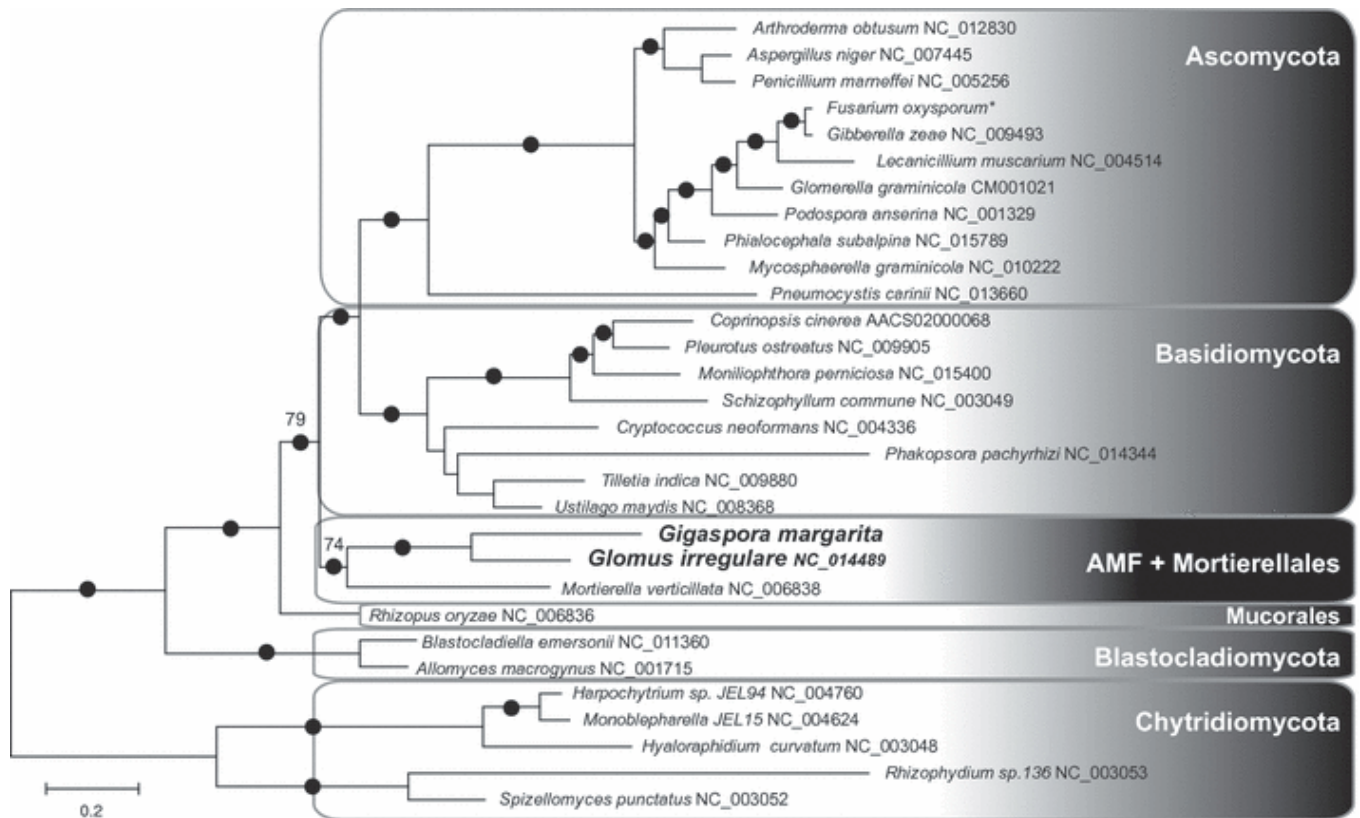 Arthroderma obtusum NC_012830
Aspergillus niger NC_007445
Ascomycota
Penicillium marneffei NC_005256
Fusarium oxysporum*
Gibberella zeae NC_009493
Lecanicillium muscarium NC_004514
Glomerella graminicola CM001021
Podospora anserina NC_001329
Phialocephala subalpina NC_015789
Mycosphaerella graminicola NC_010222
Pneumocystis carinii NC_013660
Coprinopsis cinerea AACS02000068
Pleurotus ostreatus NC_009905
Basidiomycota
Moniliophthora perniciosa NC_015400
Schizophyllum commune NC_003049
79
Cryptococcus neoformans NC_004336
Phakopsora pachyrhizi NC_014344
Tilletia indica NC_009880
Ustilago maydis NC_008368
Gigaspora margarita
74
Glomus irregulare NC_014489
AMF + Mortierellales
Mortierella verticillata NC_006838
Rhizopus oryzae NC_006836
Mucorales
Blastocladiella emersonii NC_011360
Blastocladiomycota
Allomyces macrogynus NC_001715
Harpochytrium sp. JEL94 NC_004760
Monoblepharella JEL15 NC_004624
Chytridiomycota
Hyaloraphidium curvatum NC_003048
Rhizophydium sp.136 NC_003053
Spizellomyces punctatus NC_003052
0.2